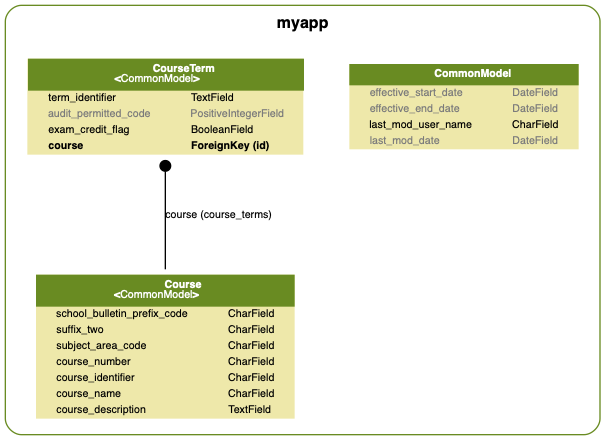 myapp
CourseTerm
<CommonModel>
term_identifier TextField
audit_permitted_code PositiveIntegerField
exam_credit_flag BooleanField
course ForeignKey (id)
CommonModel
effective_start_date DateField
effective_end_date DateField
last_mod_user_name CharField
last_mod_date DateField
course (course_terms)
Course
<CommonModel>
school_bulletin_prefix_code CharField
suffix_two CharField
subject_area_code CharField
course_number CharField
course_identifier CharField
course_name CharField
course_description TextField